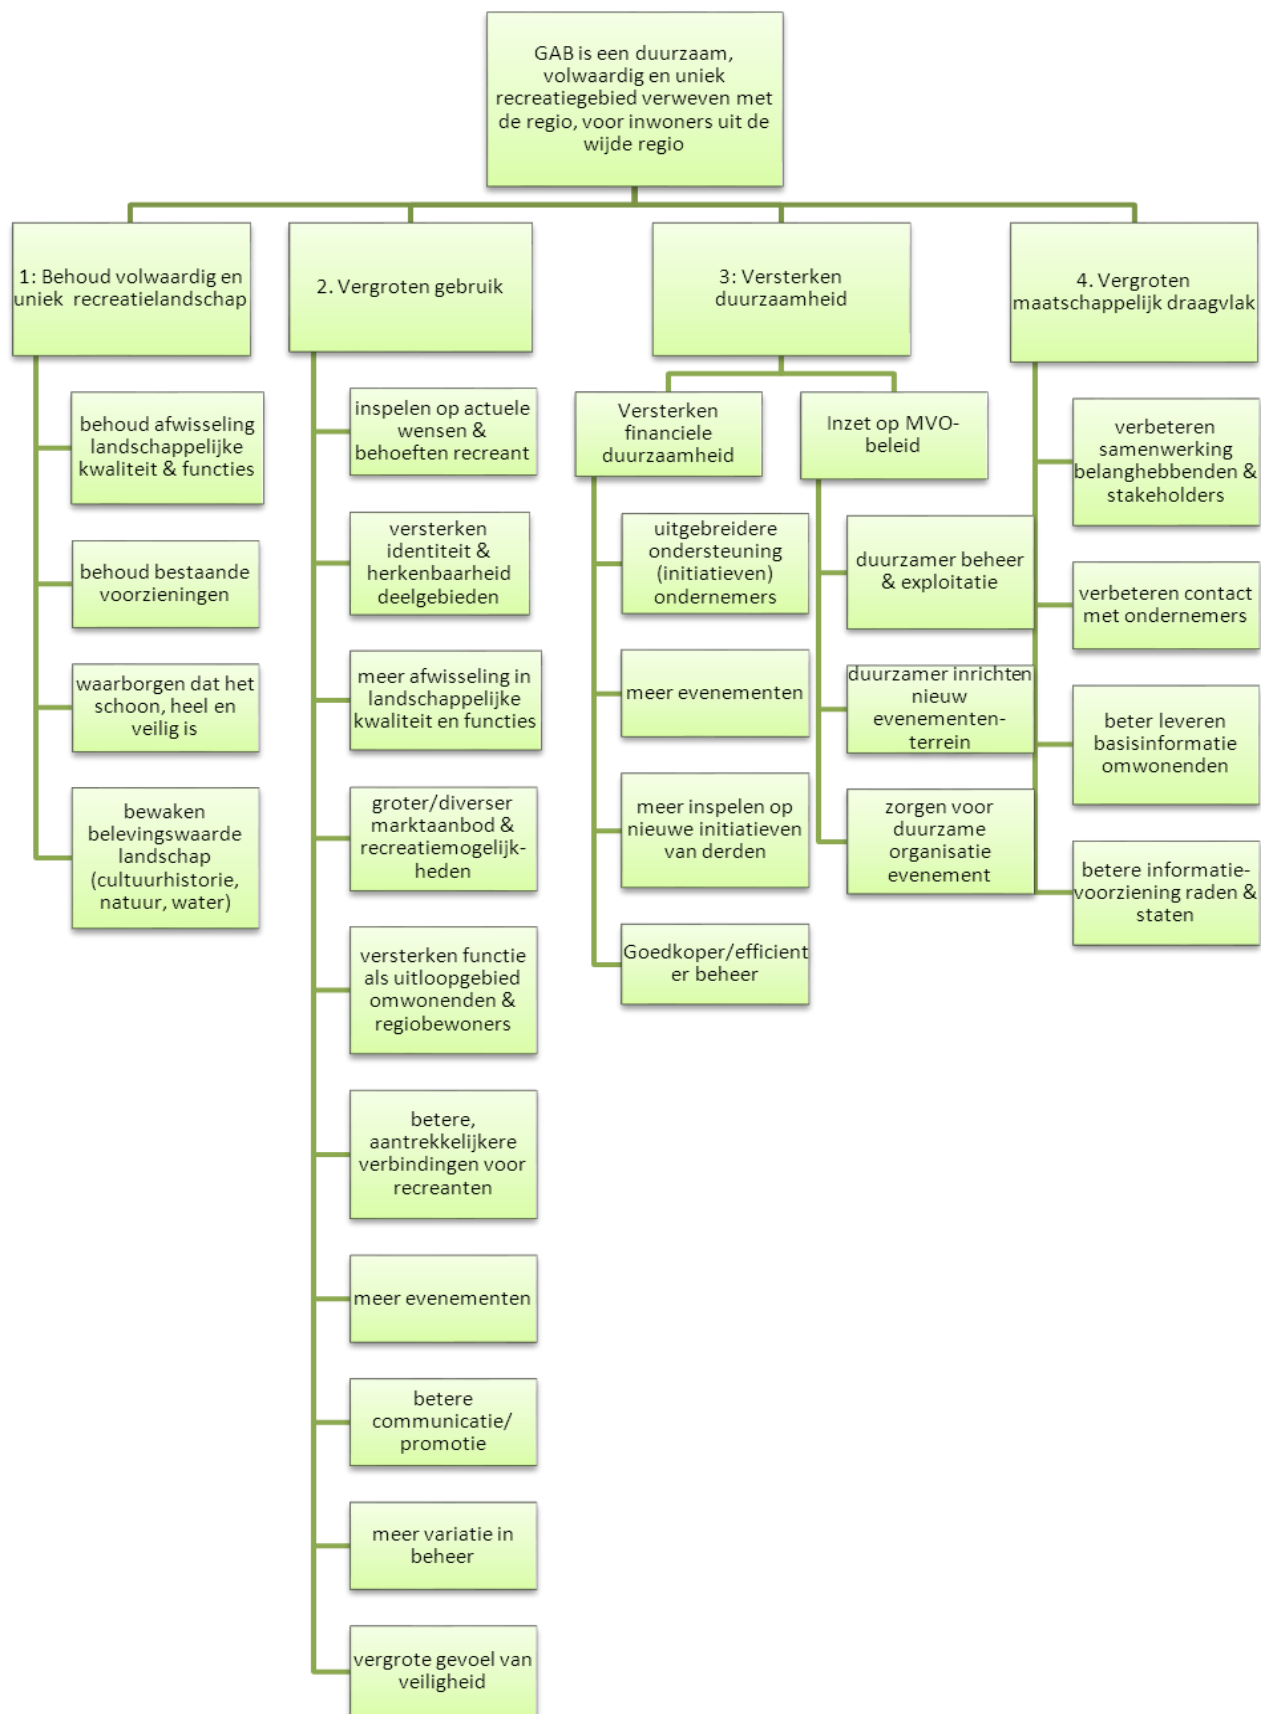 GAB is een duurzaam,
volwaardig en uniek
recreatiegebied verweven met
de regio, voor inwoners uit de
wijde regio
1: Behoud volwaardig en
uniek recreatielandschap
behoud afwisseling
landschappelijke
kwaliteit & functies
behoud bestaande
voorzieningen
waarborgen dat het
schoon, heel en
veilig is
bewaken
belevingswaarde
landschap
(cultuurhistorie,
natuur, water)
2. Vergroten gebruik
inspelen op actuele
wensen &
behoeften recreant
versterken
identiteit &
herkenbaarheid
deelgebieden
meer afwisseling in
landschappelijke
kwaliteit en functies
groter/diverser
marktaanbod &
recreatiemogelijk-
heden
versterken functie
als uitloopgebied
omwonenden &
regiobewoners
betere,
aantrekkelijkere
verbindingen voor
recreanten
meer evenementen
betere
communicatie/
promotie
meer variatie in
beheer
vergrote gevoel van
veiligheid
3: Versterken
duurzaamheid
Versterken
financiele
duurzaamheid
uitgebreidere
ondersteuning
(initiatieven)
ondernemers
meer evenementen
meer inspelen op
nieuwe initiatieven
van derden
Goedkoper/efficient
er beheer
Inzet op MVO-
beleid
duurzamer beheer
& exploitatie
duurzamer inrichten
nieuw
evenementen-
terrein
zorgen voor
duurzame
organisatie
evenement
4. Vergroten
maatschappelijk draagvlak
verbeteren
samenwerking
belanghebbenden &
stakeholders
verbeteren contact
met ondernemers
beter leveren
basisinformatie
omwonenden
betere informatie-
voorziening raden &
staten